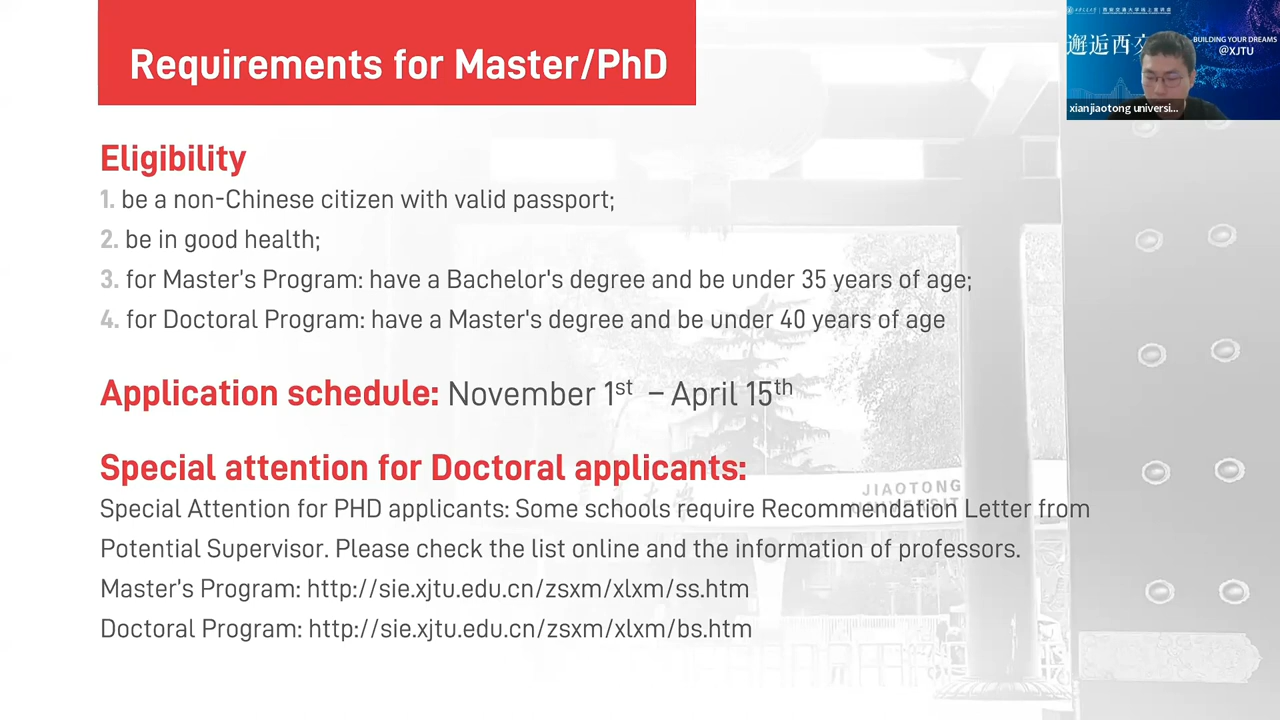 Requirements for Master/PhD
Eligibility
1. be a non-Chinese citizen with valid passport;
2. be in good health;
3. for Master's Program: have a Bachelor's degree and be under 35 years of age;
4. for Doctoral Program: have a Master's degree and be under 40 years of age
Application schedule: November 1st – April 15th
Special attention for Doctoral applicants:
Special Attention for PHD applicants: Some schools require Recommendation Letter from
Potential Supervisor. Please check the list online and the information of professors.
Master's Program: http://sie.xjtu.edu.cn/zsxm/xlxm/ss.htm
Doctoral Program: http://sie.xjtu.edu.cn/zsxm/xlxm/bs.htm
JIAOTONG
邂逅西交
BUILDING YOUR DREAMS
@XJTU
xianjiaotong universi...